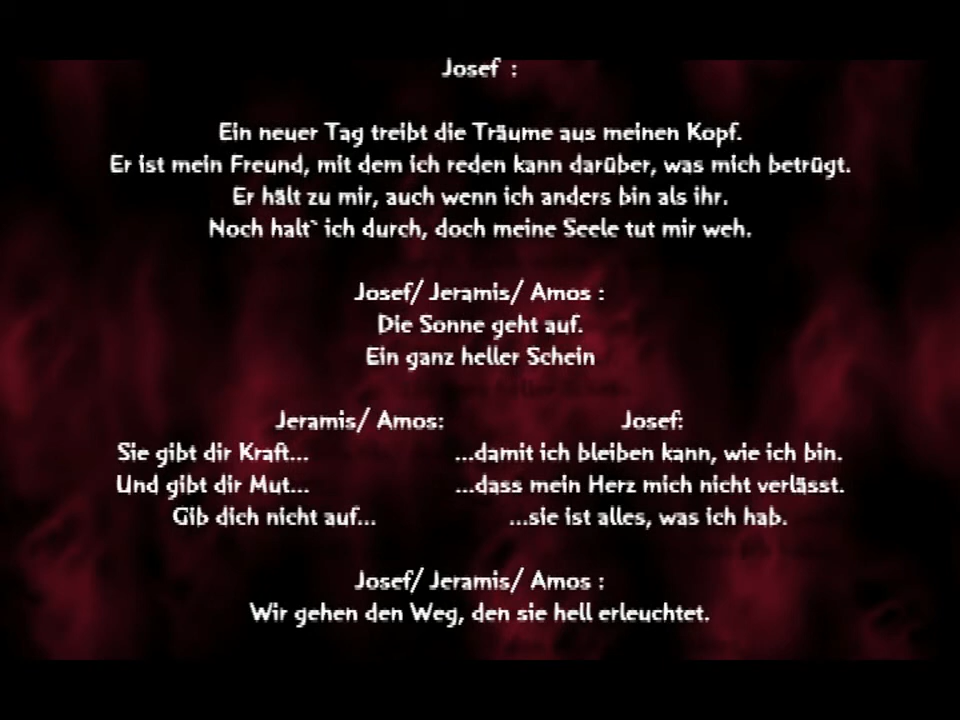 Josef :
Ein neuer Tag treibt die Träume aus meinen Kopf.
Er ist mein Freund, mit dem ich reden kann darüber, was mich betrügt.
Er hält zu mir, auch wenn ich anders bin als ihr.
Noch halt` ich durch, doch meine Seele tut mir weh.
Josef/ Jeramis/ Amos :
Die Sonne geht auf.
Ein ganz heller Schein
Jeramis/ Amos: Josef:
Sie gibt dir Kraft... ...damit ich bleiben kann, wie ich bin.
Und gibt dir Mut... ...dass mein Herz mich nicht verlässt.
Gib dich nicht auf... ...sie ist alles, was ich hab.
Josef/ Jeramis/ Amos :
Wir gehen den Weg, den sie hell erleuchtet.